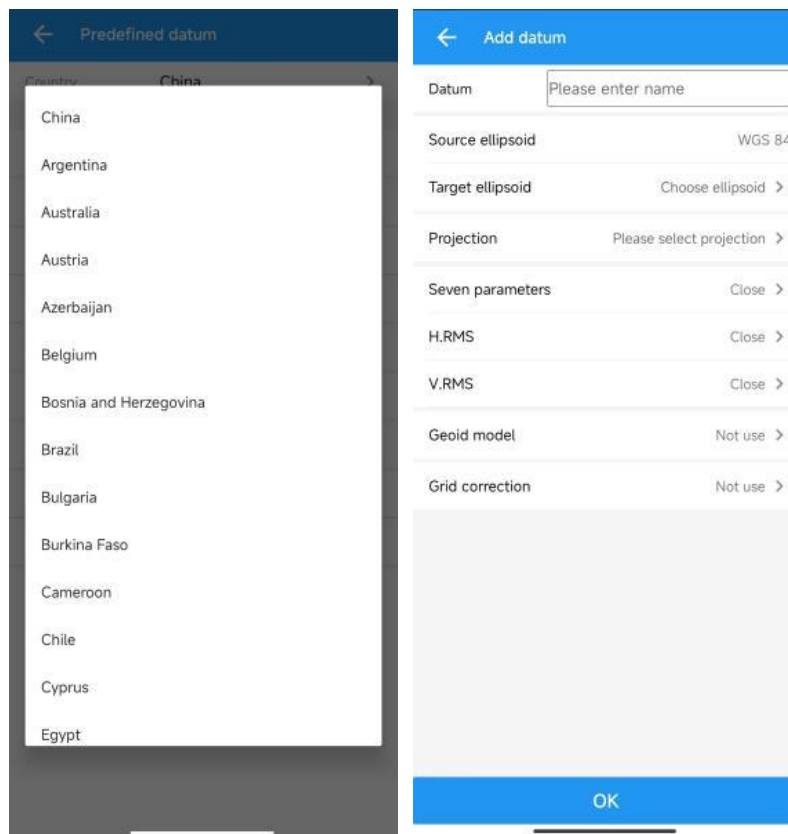 Predefined datum
Country China
China
Argentina
Australia
Austria
Azerbaijan
Belgium
Bosnia and Herzegovina
Brazil
Bulgaria
Burkina Faso
Cameroon
Chile
Cyprus
Egypt
Add datum
Datum Please enter name
Source ellipsoid WGS 84
Target ellipsoid Choose ellipsoid >
Projection Please select projection >
Seven parameters Close >
H.RMS Close >
V.RMS Close >
Geoid model Not use >
Grid correction Not use >
OK